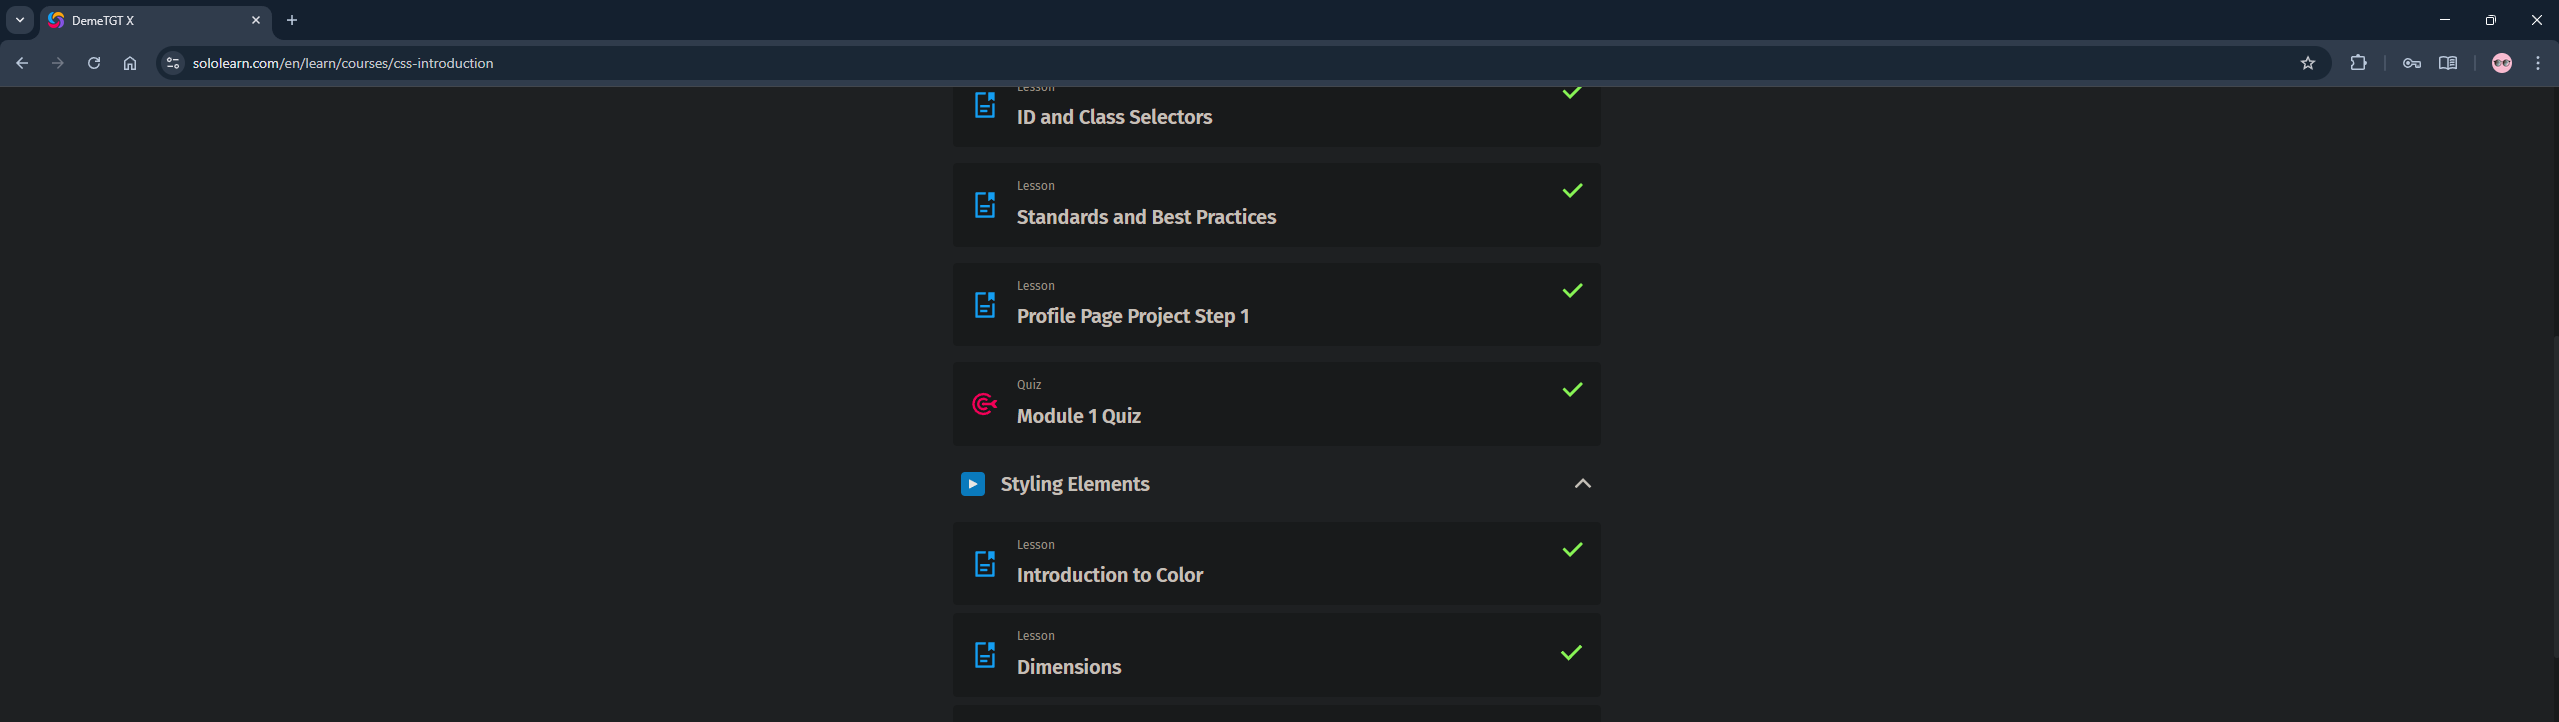 DemeTGT X
sololearn.com/en/learn/courses/css-introduction
Lesson
ID and Class Selectors
Lesson
Standards and Best Practices
Lesson
Profile Page Project Step 1
Quiz
Module 1 Quiz
Styling Elements
Lesson
Introduction to Color
Lesson
Dimensions